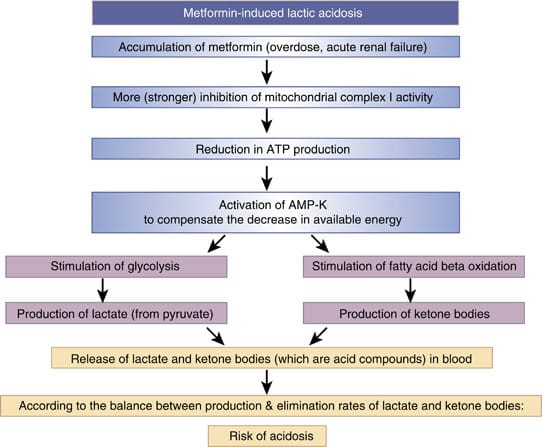 Metformin-induced lactic acidosis
Accumulation of metformin (overdose, acute renal failure)
More (stronger) inhibition of mitochondrial complex I activity
Reduction in ATP production
Activation of AMP-K
to compensate the decrease in available energy
Stimulation of glycolysis
Stimulation of fatty acid beta oxidation
Production of lactate (from pyruvate)
Production of ketone bodies
Release of lactate and ketone bodies (which are acid compounds) in blood
According to the balance between production & elimination rates of lactate and ketone bodies:
Risk of acidosis